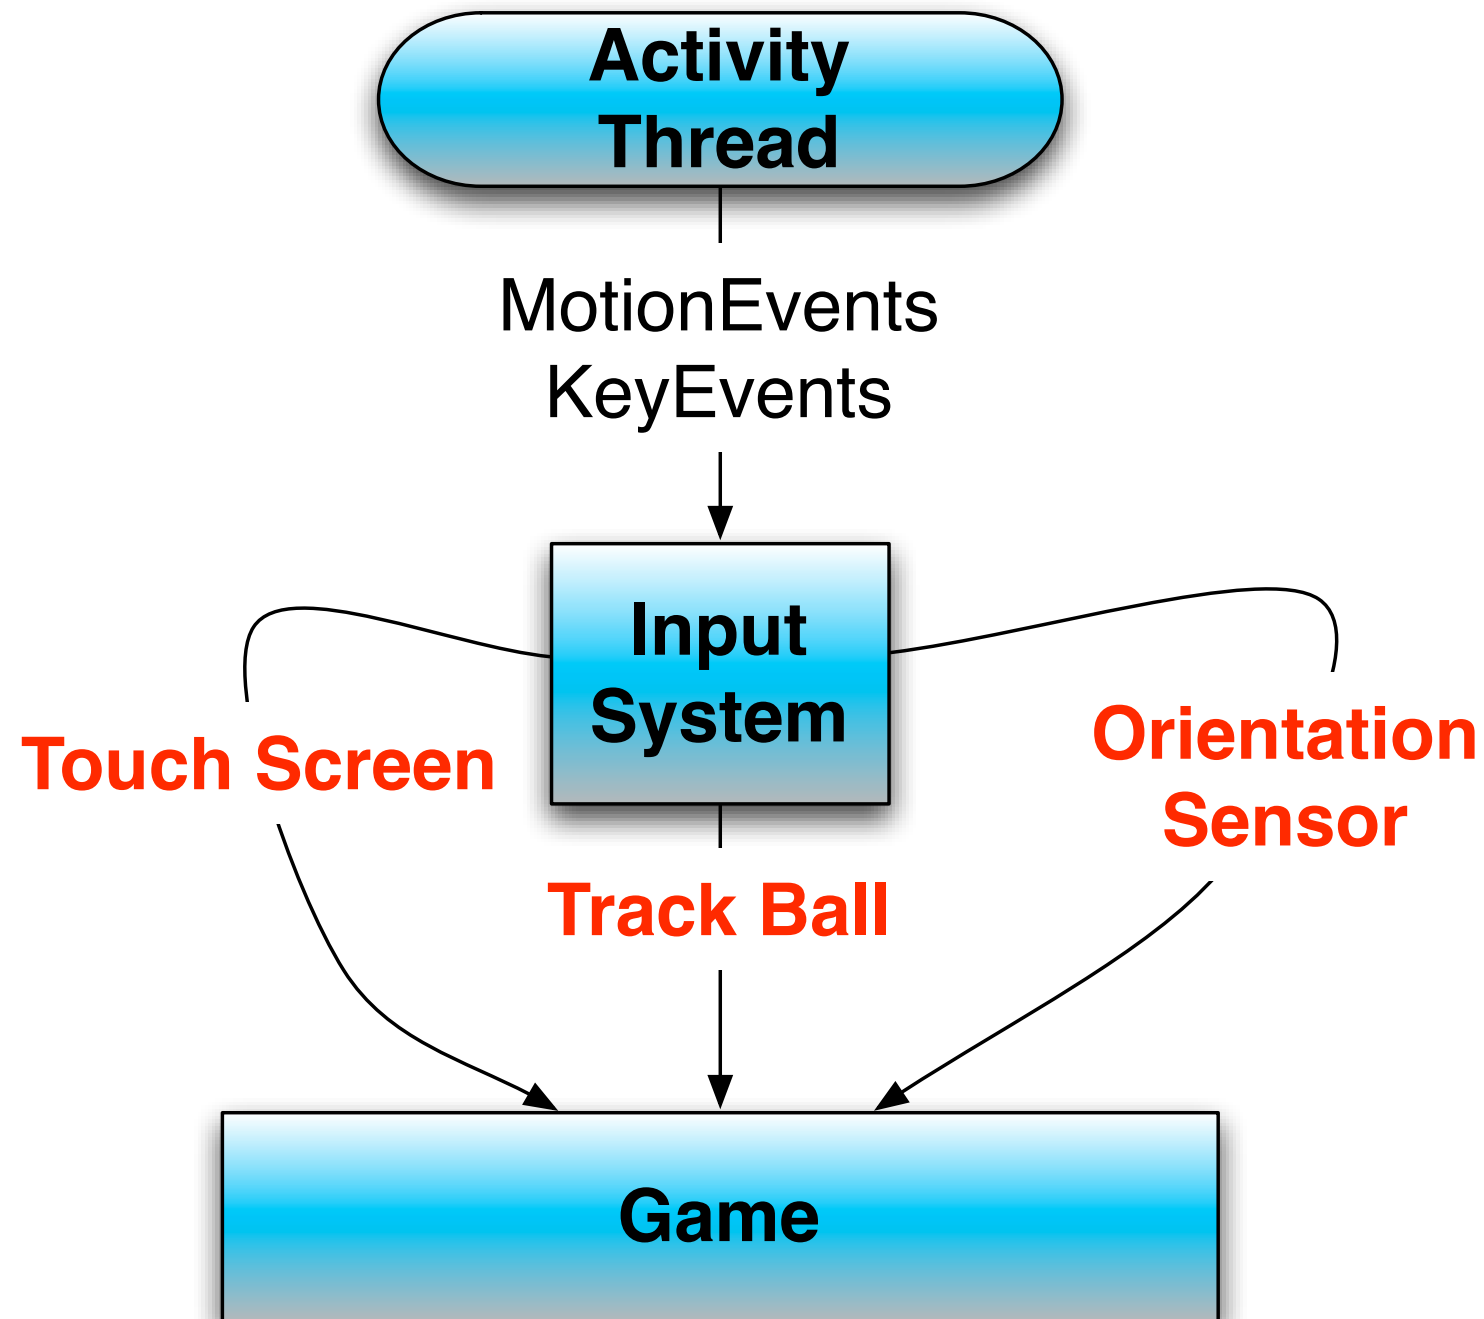 Activity
Thread
MotionEvents
KeyEvents
Input
System
Touch Screen
Orientation
Sensor
Track Ball
Game